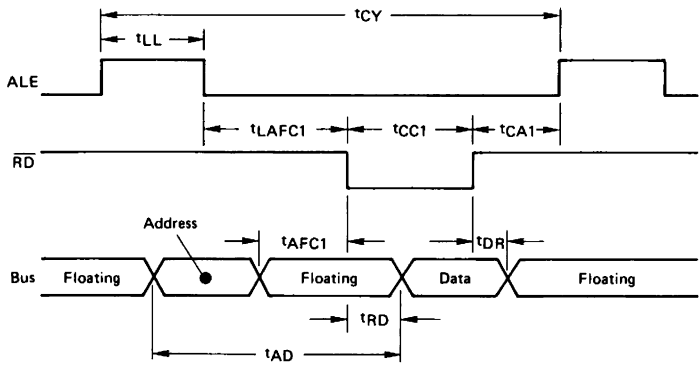 tCY
tLL
ALE
tLAFC1 tCC1 tCA1
RD
Address
tAFC1 tDR
Bus Floating Floating Data Floating
tRD
tAD